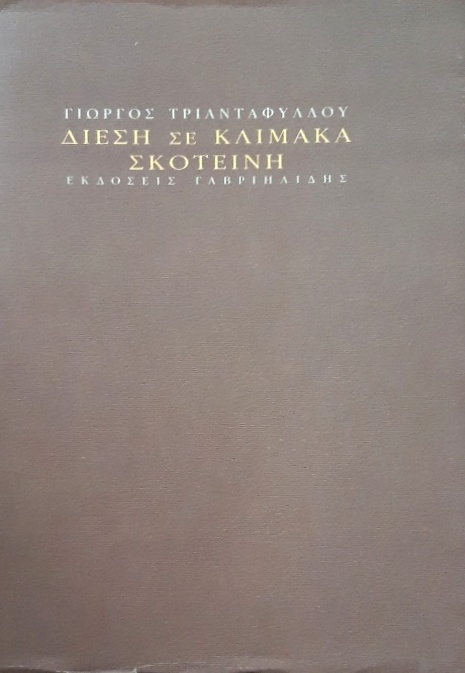 ΓΙΩΡΓΟΣ ΤΡΙΑΝΤΑΦΥΛΛΟΥ
ΔΙΕΣΗ ΣΕ ΚΛΙΜΑΚΑ
ΣΚΟΤΕΙΝΗ
ΕΚΔΟΣΕΙΣ ΓΑΒΡΙΗΛΙΔΗΣ